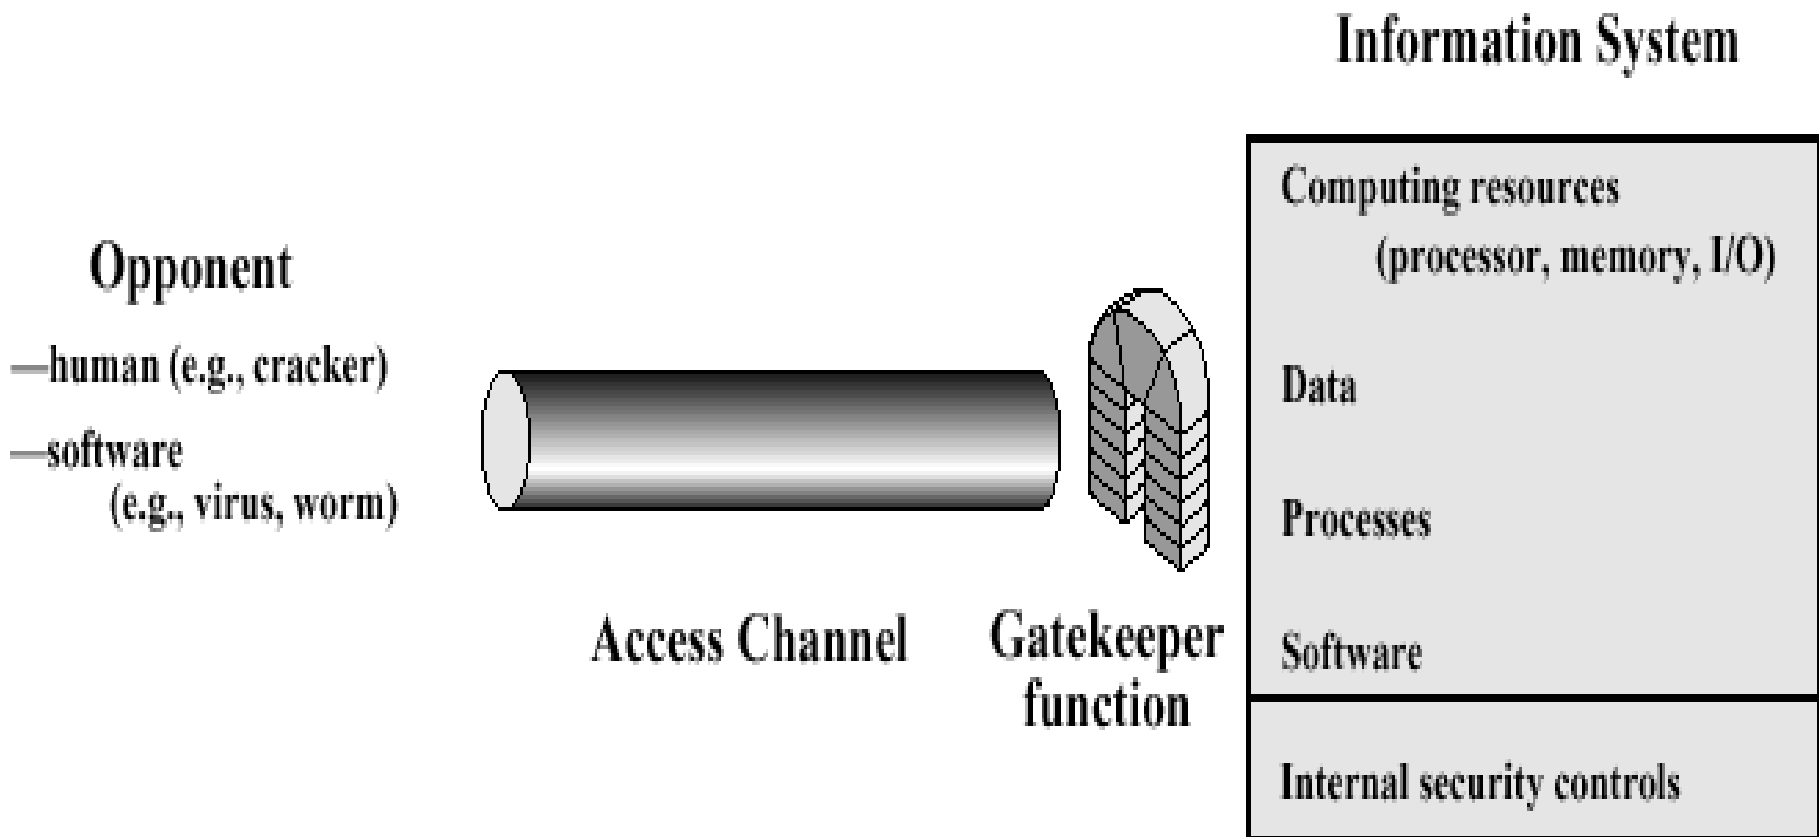 Information System
Opponent
—human (e.g., cracker)
—software
(e.g., virus, worm)
Access Channel
Gatekeeper
function
Computing resources
(processor, memory, I/O)
Data
Processes
Software
Internal security controls